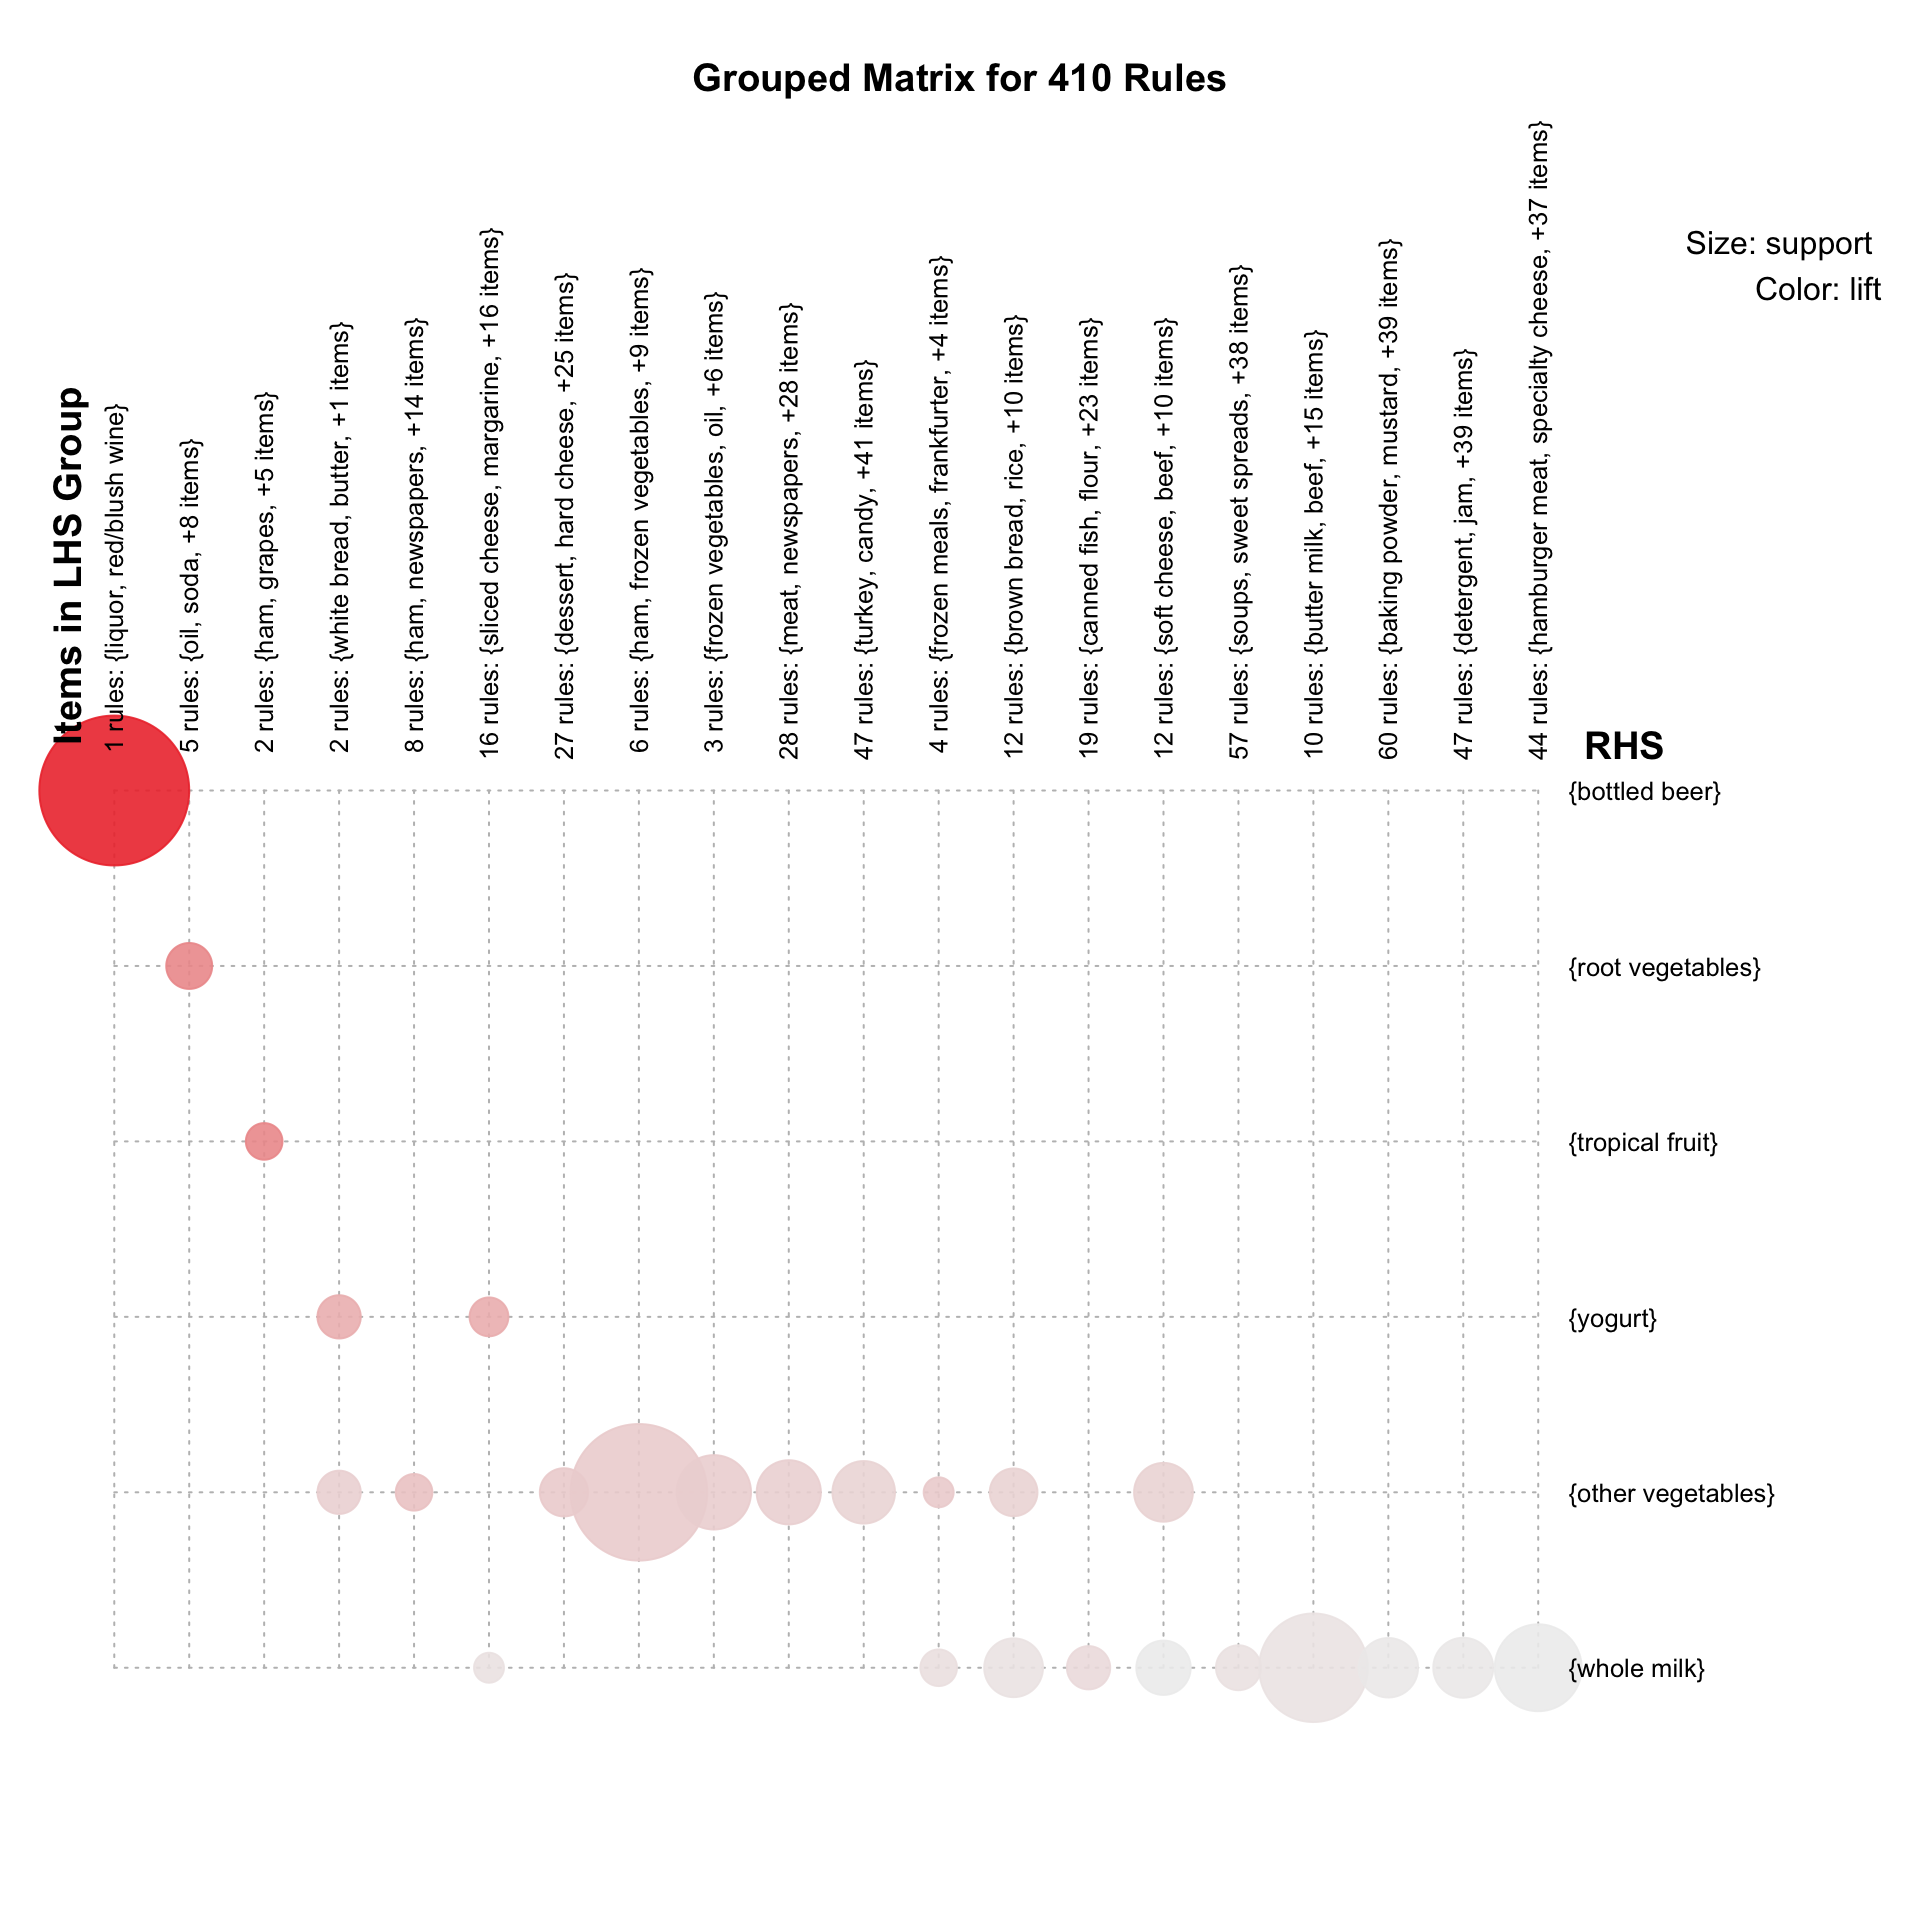 Grouped Matrix for 410 Rules
Size: support
Color: lift
Items in LHS Group
1 rules: {liquor, red/blush wine}
5 rules: {oil, soda, +8 items}
2 rules: {ham, grapes, +5 items}
2 rules: {white bread, butter, +1 items}
8 rules: {ham, newspapers, +14 items}
16 rules: {sliced cheese, margarine, +16 items}
27 rules: {dessert, hard cheese, +25 items}
6 rules: {ham, frozen vegetables, +9 items}
3 rules: {frozen vegetables, oil, +6 items}
28 rules: {meat, newspapers, +28 items}
47 rules: {turkey, candy, +41 items}
4 rules: {frozen meals, frankfurter, +4 items}
12 rules: {brown bread, rice, +10 items}
19 rules: {canned fish, flour, +23 items}
12 rules: {soft cheese, beef, +10 items}
57 rules: {soups, sweet spreads, +38 items}
10 rules: {butter milk, beef, +15 items}
60 rules: {baking powder, mustard, +39 items}
47 rules: {detergent, jam, +39 items}
44 rules: {hamburger meat, specialty cheese, +37 items}
RHS
{bottled beer}
{root vegetables}
{tropical fruit}
{yogurt}
{other vegetables}
{whole milk}